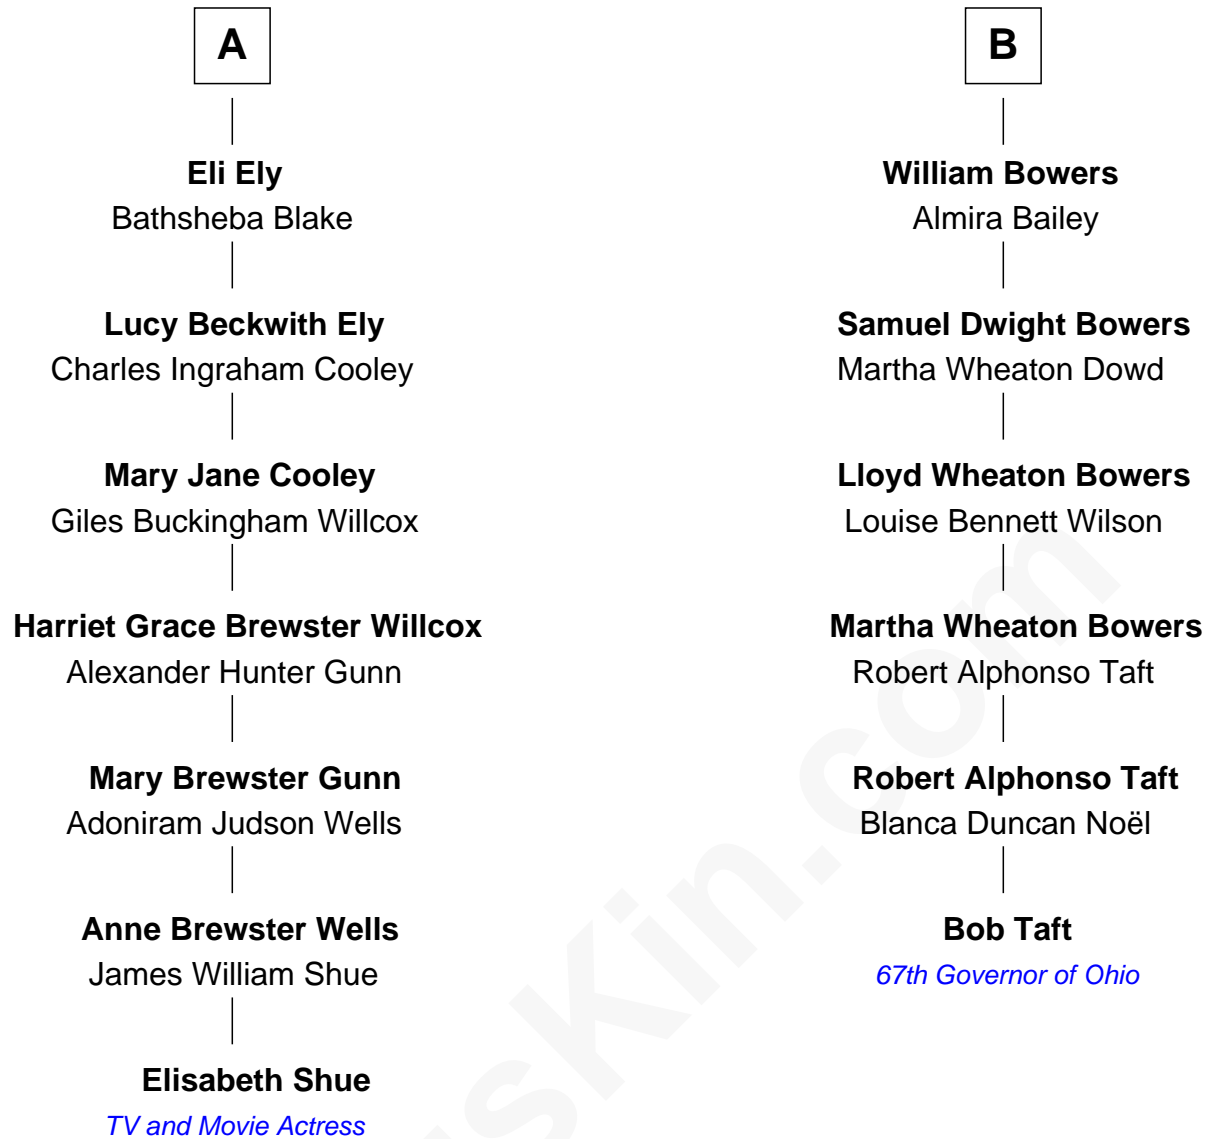 A
Eli Ely
Bathsheba Blake
Lucy Beckwith Ely
Charles Ingraham Cooley
Mary Jane Cooley
Giles Buckingham Willcox
Harriet Grace Brewster Willcox
Alexander Hunter Gunn
Mary Brewster Gunn
Adoniram Judson Wells
Anne Brewster Wells
James William Shue
Elisabeth Shue
TV and Movie Actress
B
William Bowers
Almira Bailey
Samuel Dwight Bowers
Martha Wheaton Dowd
Lloyd Wheaton Bowers
Louise Bennett Wilson
Martha Wheaton Bowers
Robert Alphonso Taft
Robert Alphonso Taft
Blanca Duncan Noël
Bob Taft
67th Governor of Ohio
sKin.com